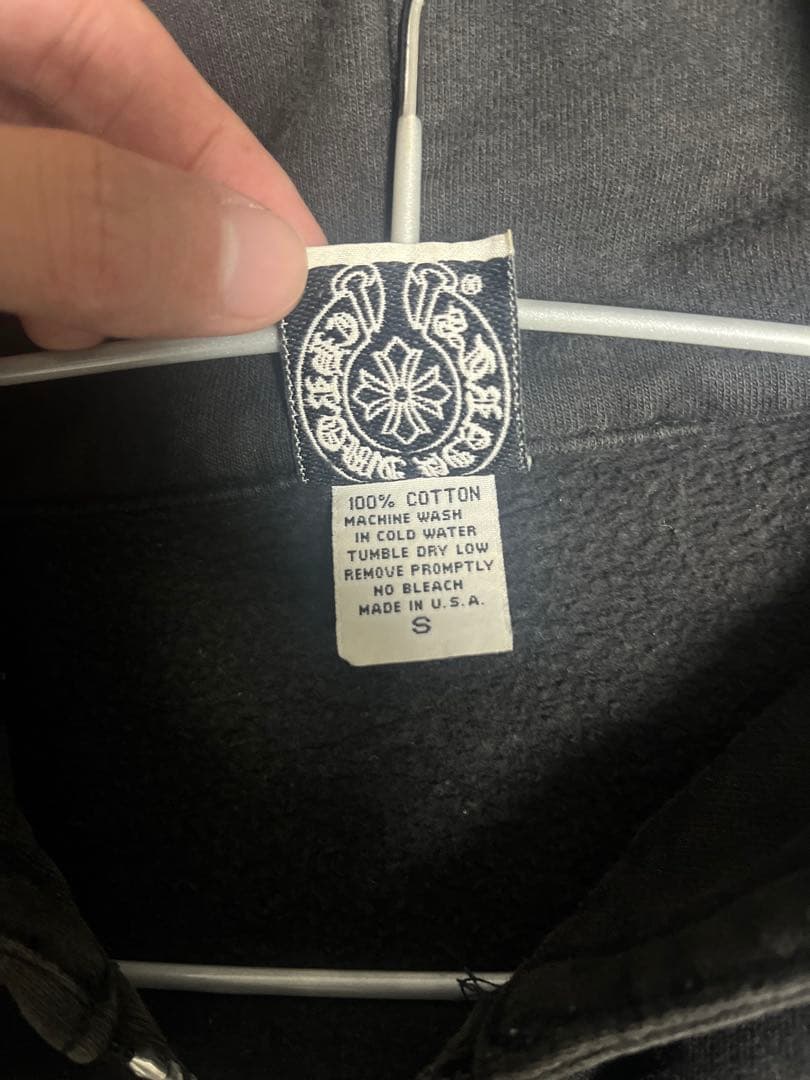 ®
100% COTTON
MACHINE WASH
IN COLD WATER
TUMBLE DRY LOW
REMOVE PROMPTLY
NO BLEACH
MADE IN U.S.A.
S